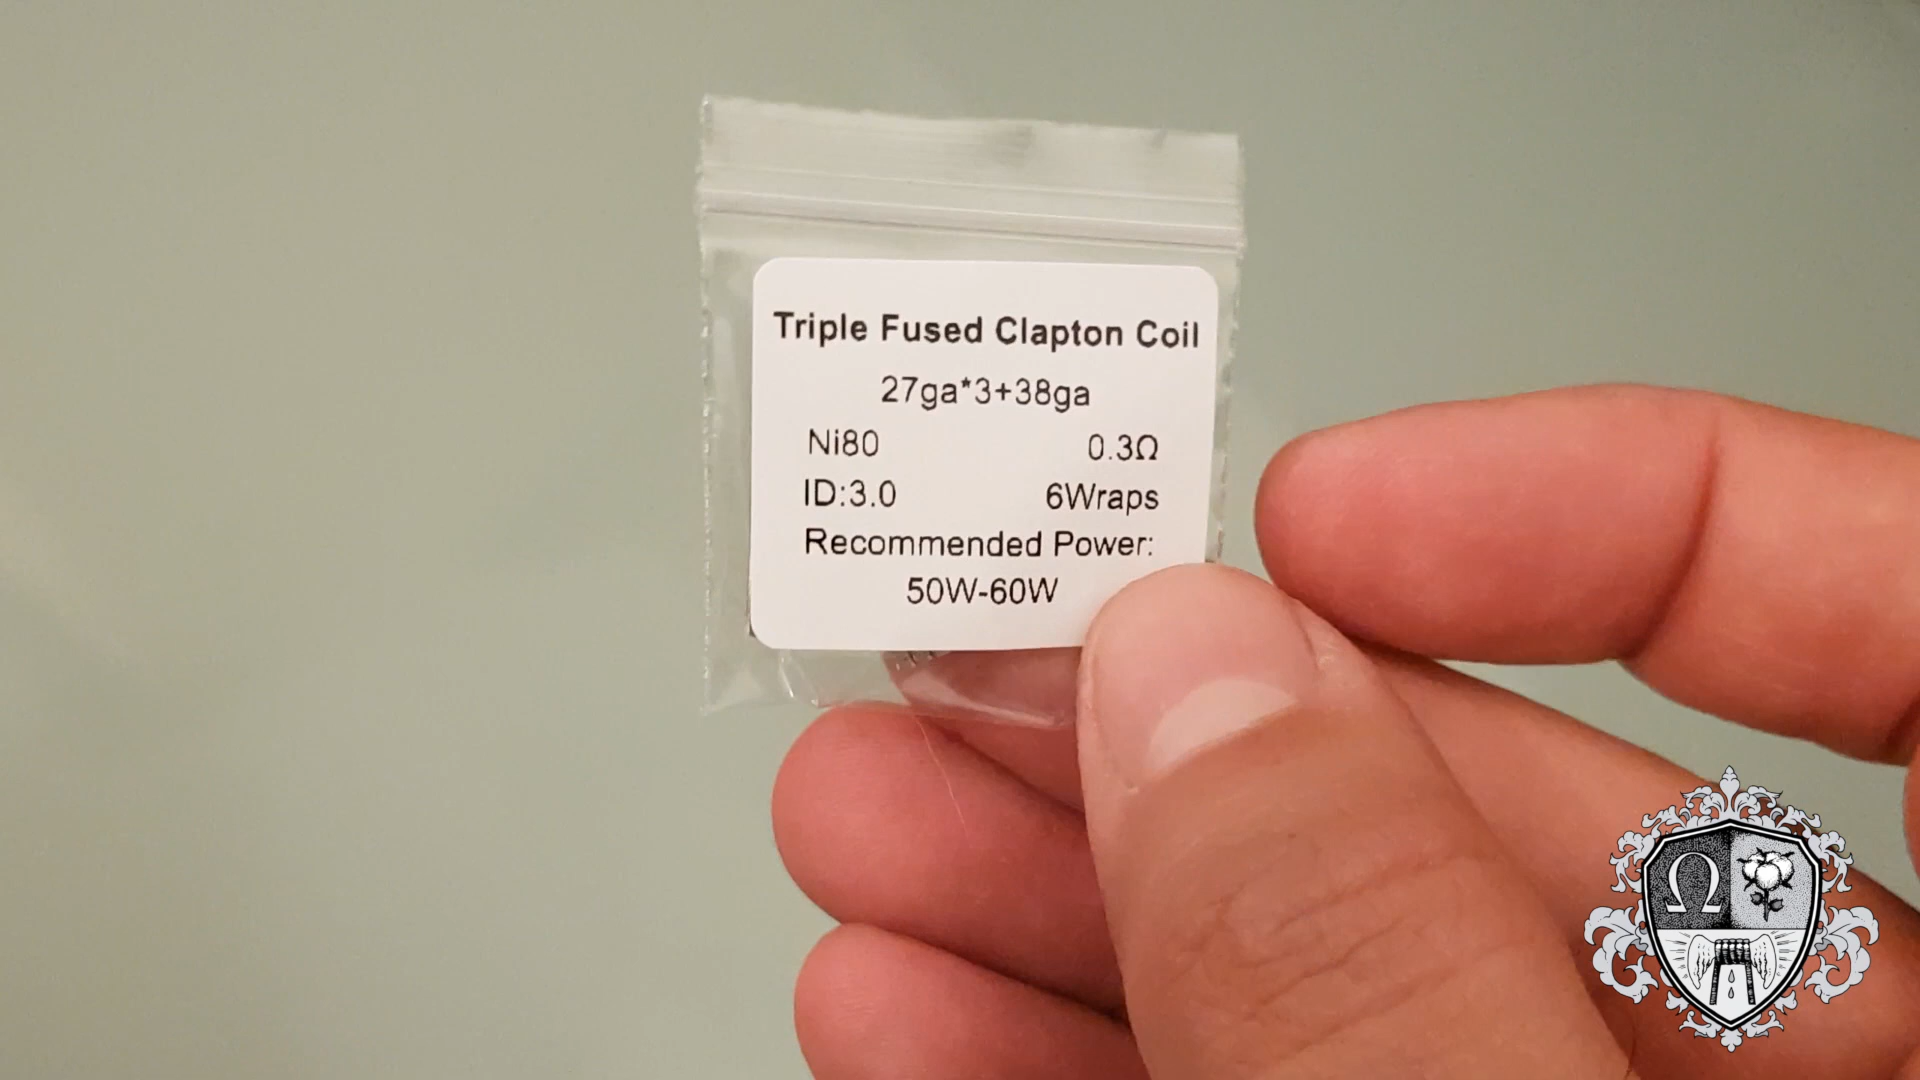 Triple Fused Clapton Coil
27ga*3+38ga
Ni80 0.3Ω
ID:3.0 6Wraps
Recommended Power:
50W-60W
Ω